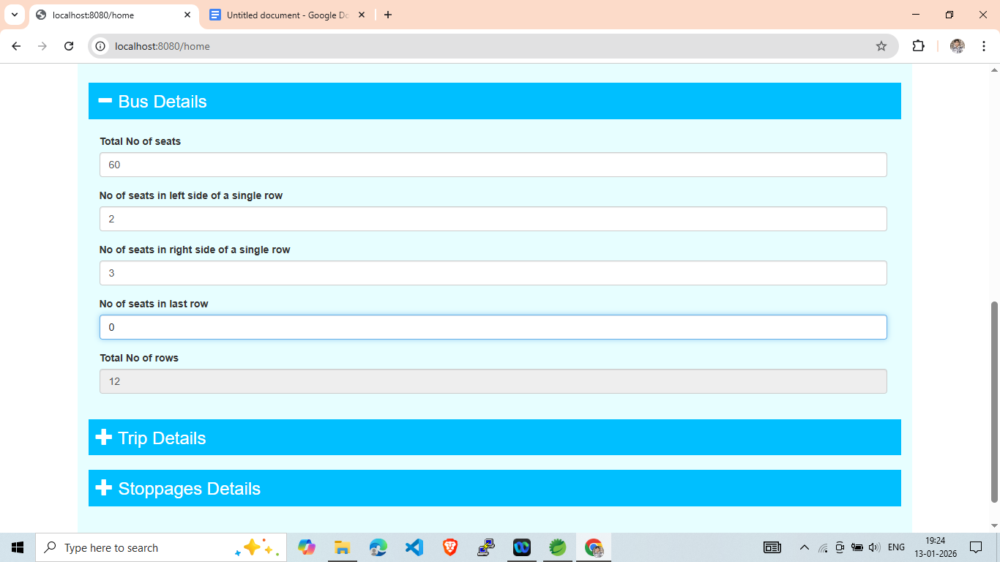 localhost:8080/home
Untitled document - Google Do
localhost:8080/home
Bus Details
Total No of seats
60
No of seats in left side of a single row
2
No of seats in right side of a single row
3
No of seats in last row
0
Total No of rows
12
Trip Details
Stoppages Details
Type here to search
ENG
19:24
13-01-2026